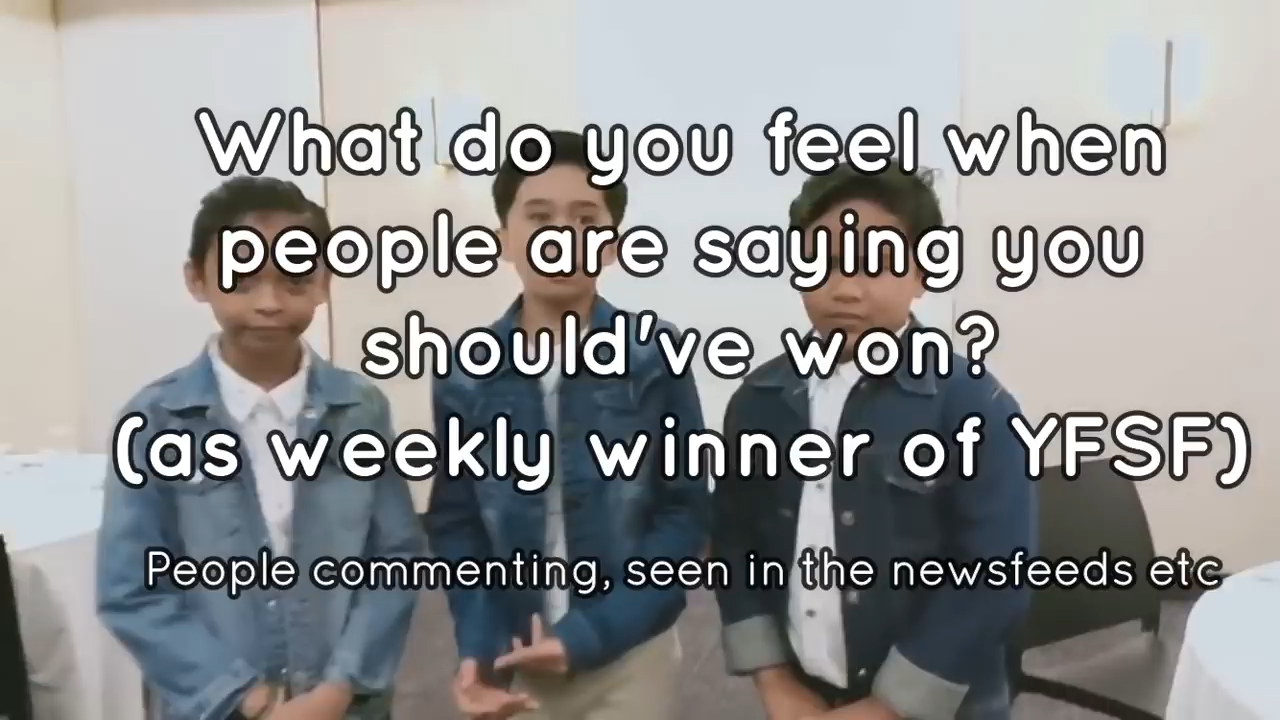 What do you feel when
people are saying you
should've won?
(as weekly winner of YFSF)
People commenting, seen in the newsfeeds etc